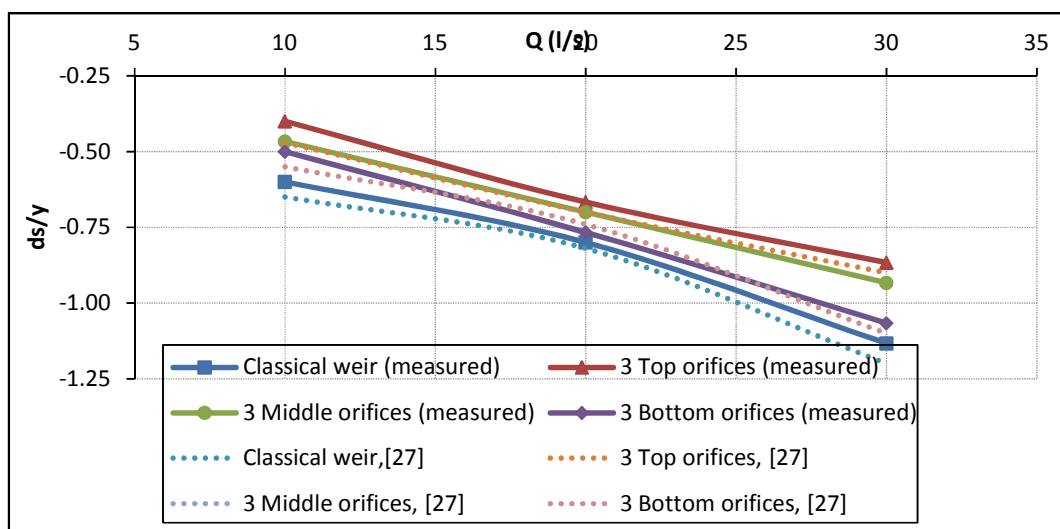 Q (l/s)
5 10 15 20 25 30 35
-0.25
-0.50
-0.75
-1.00
-1.25
ds/y
Classical weir (measured) 3 Top orifices (measured)
3 Middle orifices (measured) 3 Bottom orifices (measured)
Classical weir,[27] 3 Top orifices, [27]
3 Middle orifices, [27] 3 Bottom orifices, [27]